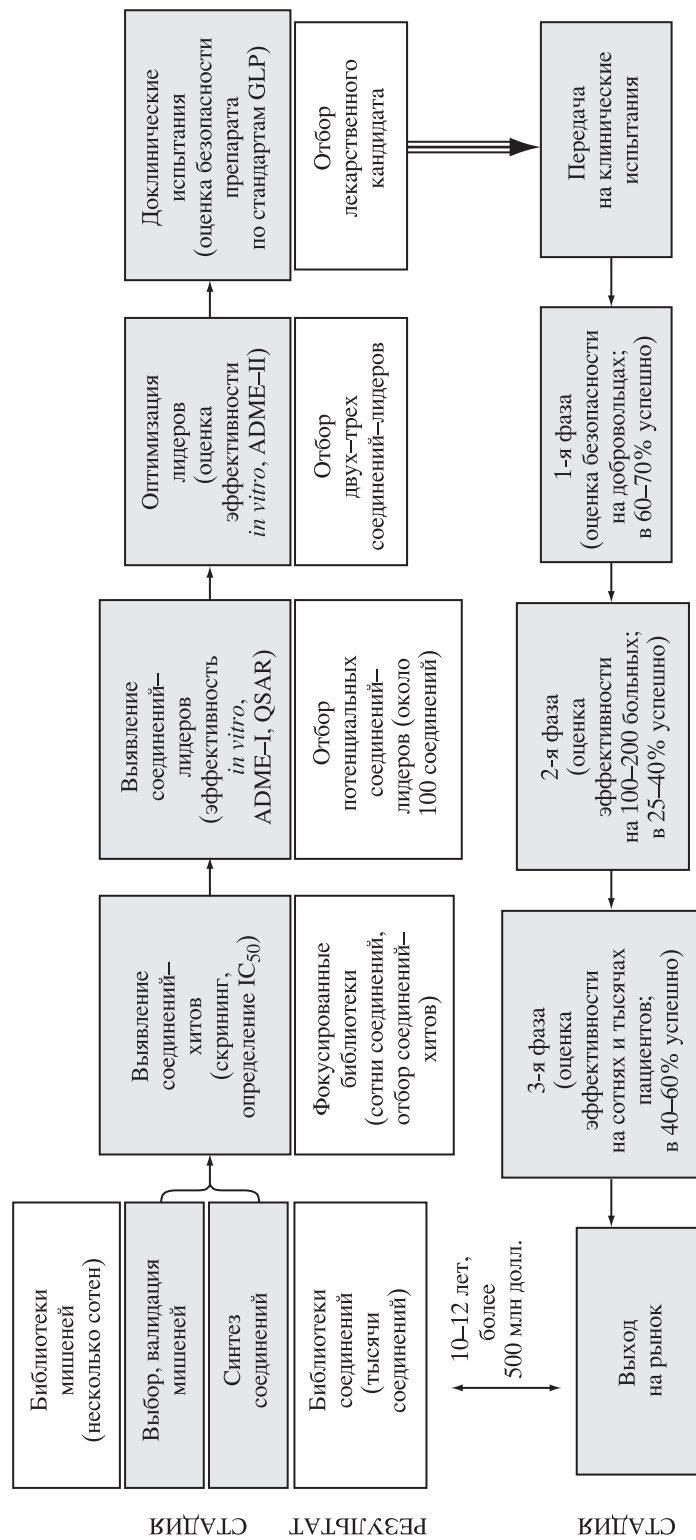 СТАДИЯ
РЕЗУЛЬТАТ
Библиотеки
мишеней
(несколько сотен)
Выбор, валидация
мишеней
Синтез
соединений
Библиотеки
соединений
(тысячи
соединений)
Выявление
соединений–
хитов
(скрининг,
определение IC50)
Фокусированные
библиотеки
(сотни соединений,
отбор соединений–
хитов)
Выявление
соединений–
лидеров
(эффективность
in vitro,
ADME–I, QSAR)
Отбор
потенциальных
соединений–
лидеров (около
100 соединений)
Оптимизация
лидеров
(оценка
эффективности
in vitro, ADME–II)
Отбор
двух–трех
соединений–лидеров
Доклинические
испытания
(оценка безопасности
препарата
по стандартам GLP)
Отбор
лекарственного
кандидата
10–12 лет,
более
500 млн долл.
СТАДИЯ
Передача
на клинические
испытания
1-я фаза
(оценка безопасности
на добровольцах;
в 60–70% успешно)
2-я фаза
(оценка
эффективности
на 100–200 больных;
в 25–40% успешно)
3-я фаза
(оценка
эффективности
на сотнях и тысячах
пациентов;
в 40–60% успешно)
Выход
на рынок